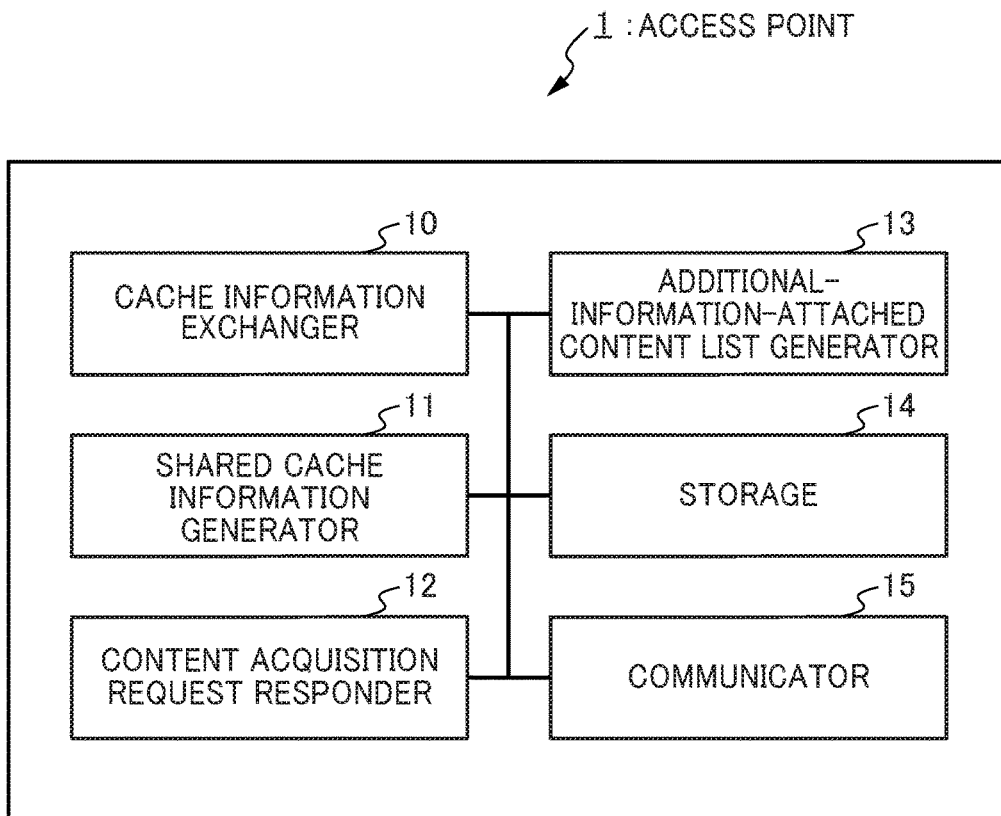 1 : ACCESS POINT
10
CACHE INFORMATION
EXCHANGER
13
ADDITIONAL-
INFORMATION-ATTACHED
CONTENT LIST GENERATOR
11
SHARED CACHE
INFORMATION
GENERATOR
14
STORAGE
12
CONTENT ACQUISITION
REQUEST RESPONDER
15
COMMUNICATOR